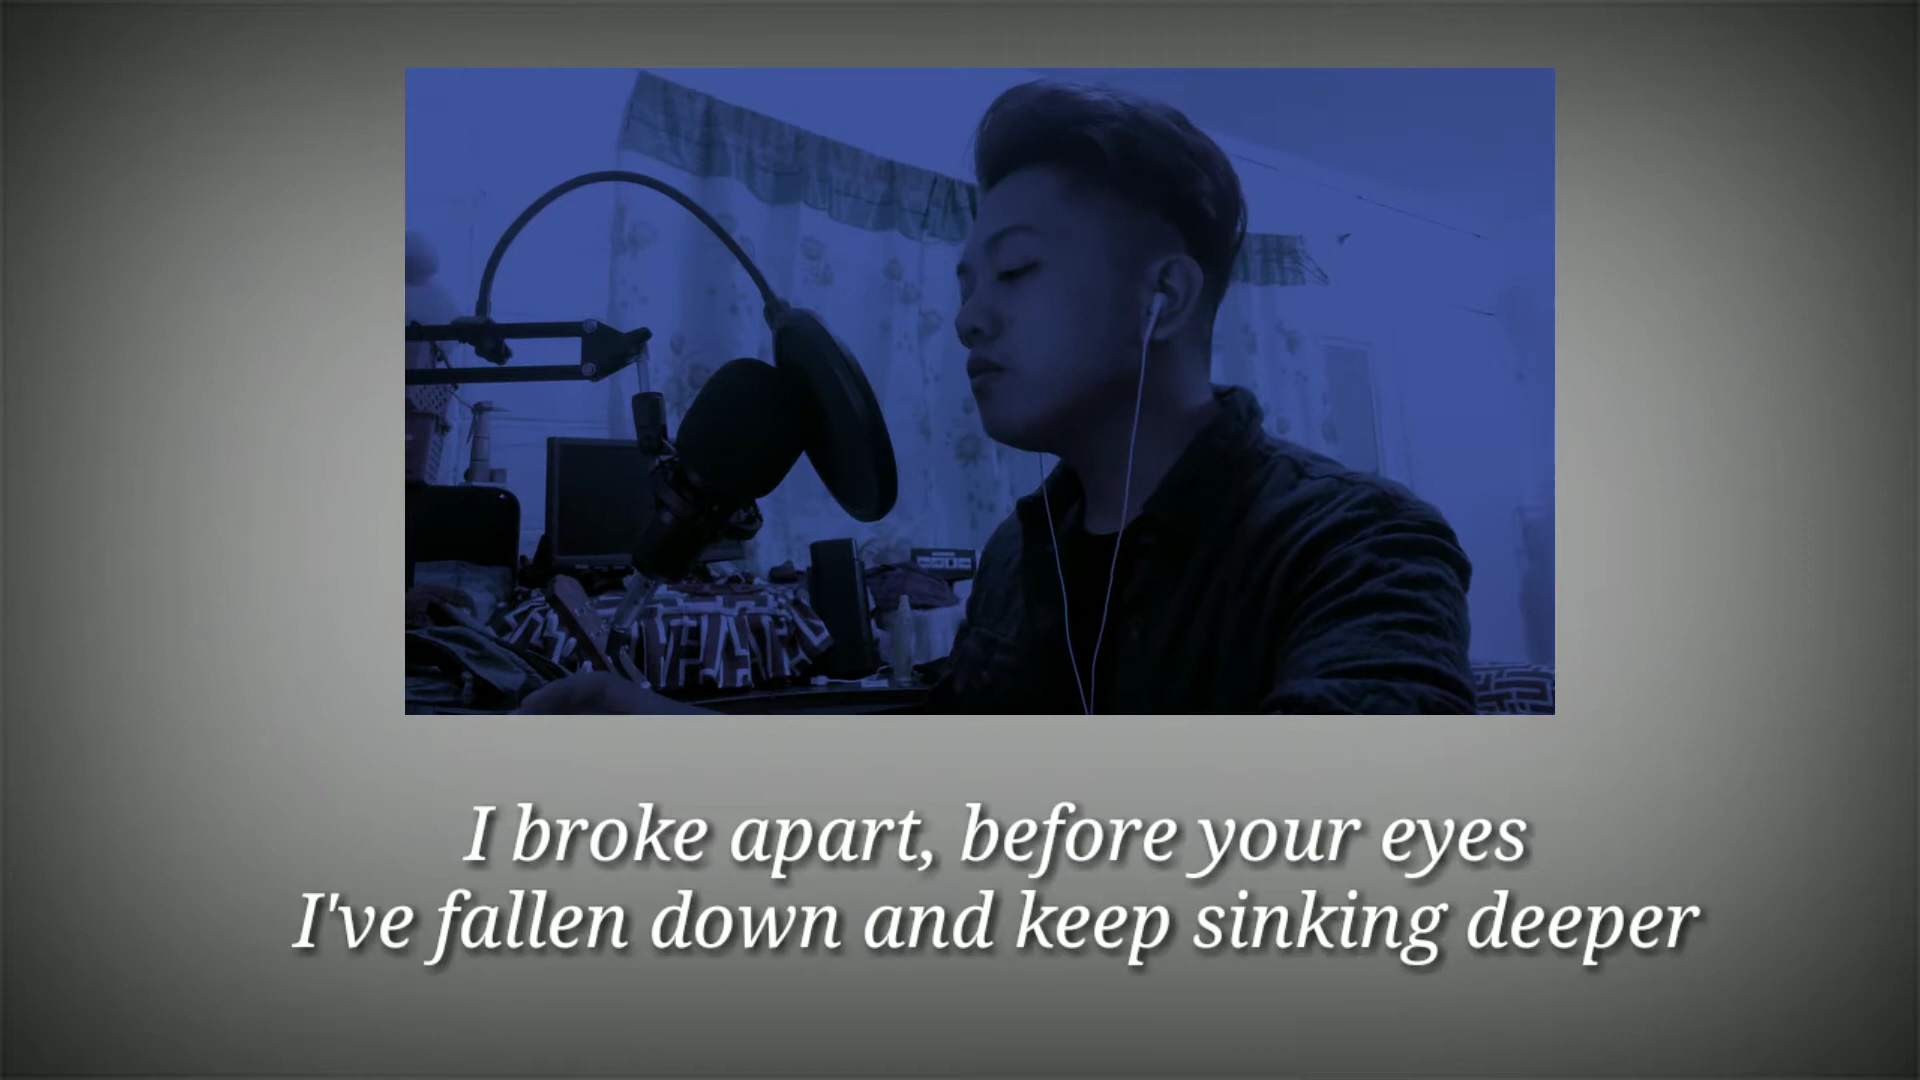 I broke apart, before your eyes
I've fallen down and keep sinking deeper